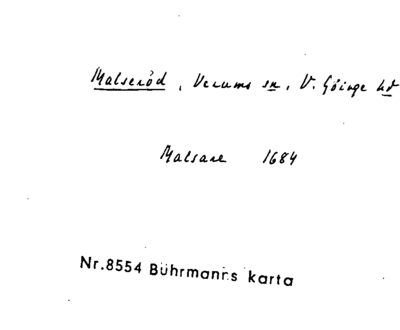 Malseröd, Verums sn, V. Göinge hd
Malsare 1684
Nr.8554 Bührmanns karta